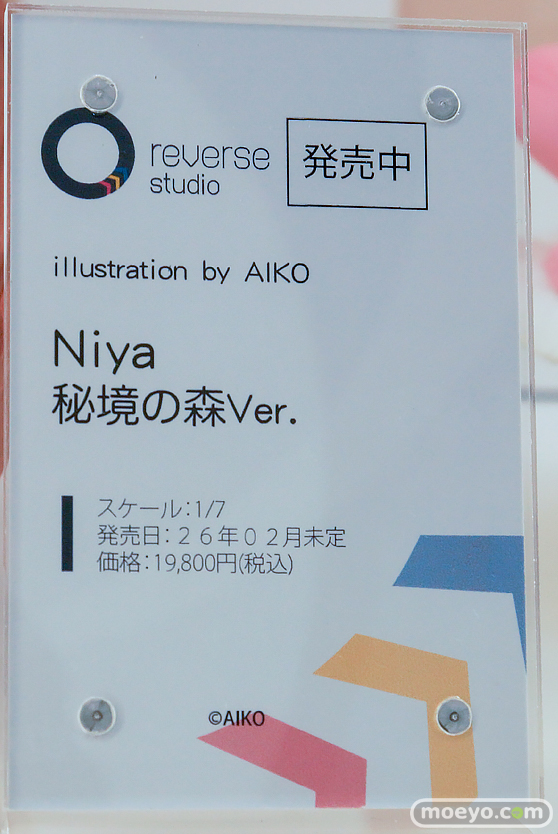 reverse
studio
発売中
illustration by AIKO
Niya
秘境の森Ver.
スケール:1/7
発売日:26年02月未定
価格:19,800円(税込)
©AIKO
moeyo.com